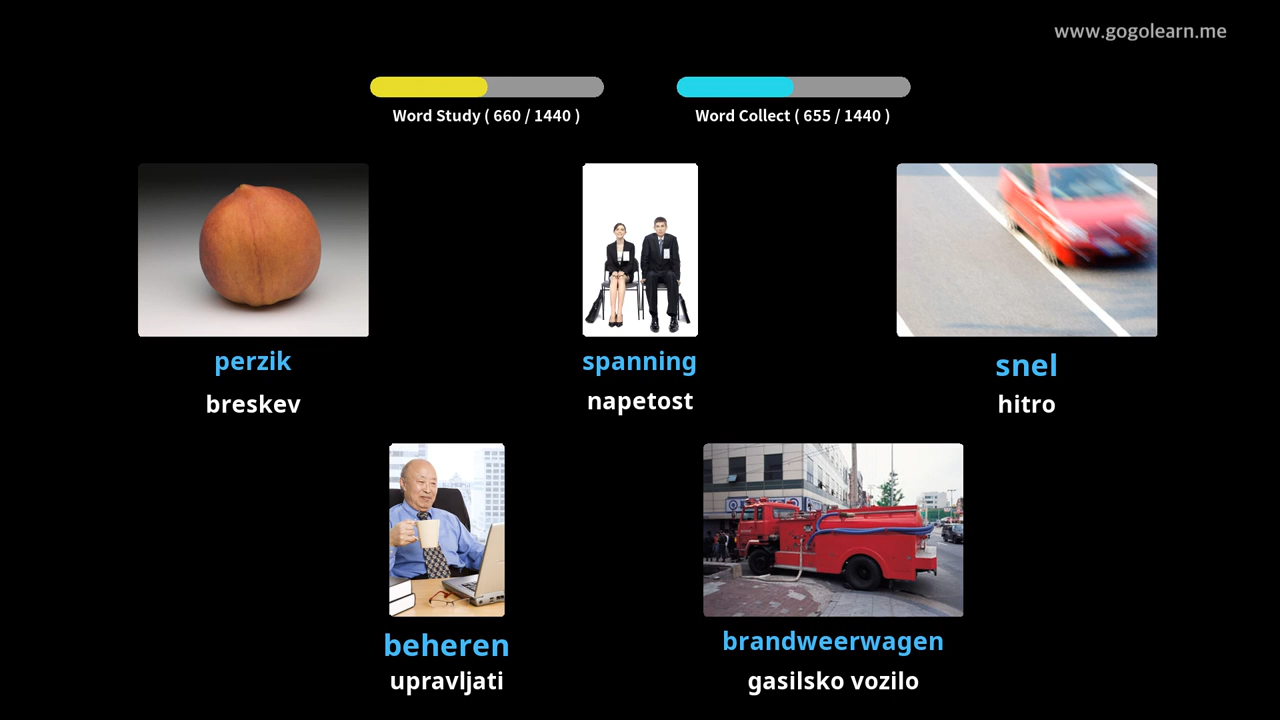 www.gogolearn.me
Word Study ( 660 / 1440 )
Word Collect ( 655 / 1440 )
perzik
breskev
spanning
napetost
snel
hitro
beheren
upravljati
brandweerwagen
gasilsko vozilo